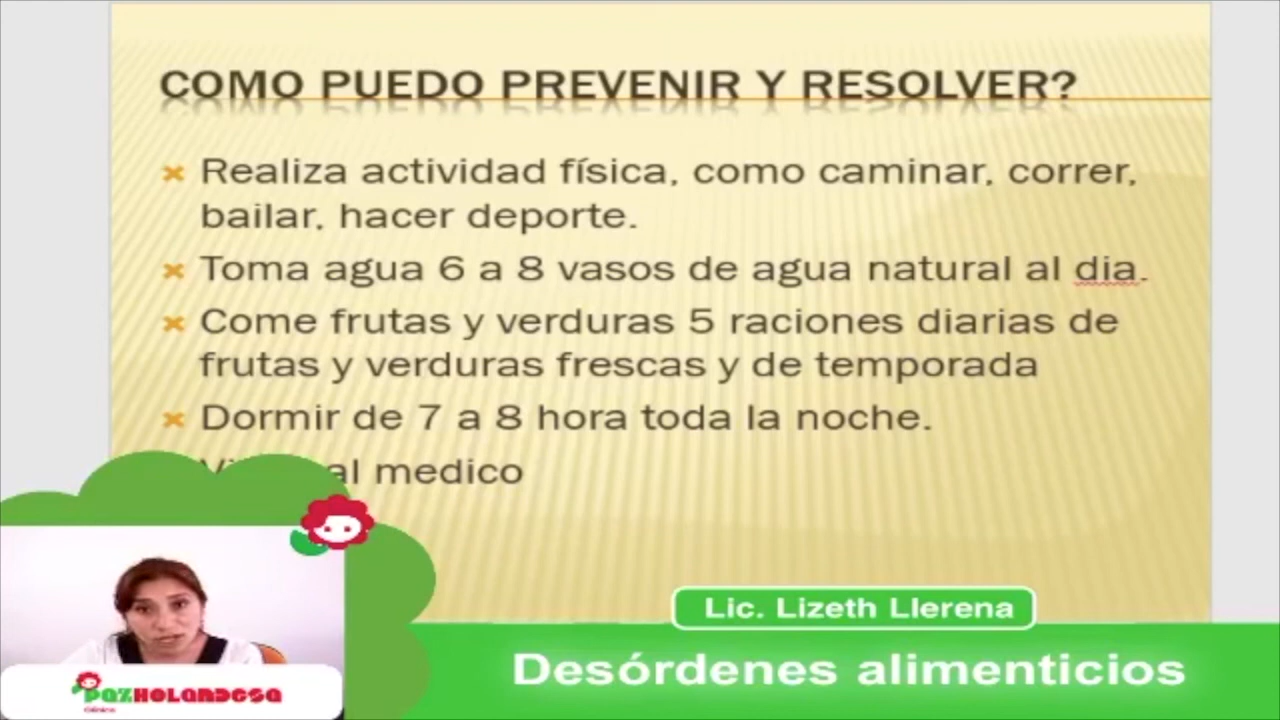 COMO PUEDO PREVENIR Y RESOLVER?
Realiza actividad física, como caminar, correr,
bailar, hacer deporte.
Toma agua 6 a 8 vasos de agua natural al dia.
Come frutas y verduras 5 raciones diarias de
frutas y verduras frescas y de temporada
Dormir de 7 a 8 hora toda la noche.
al medico
Lic. Lizeth Llerena
Desórdenes alimenticios
PAZHOLANDESA